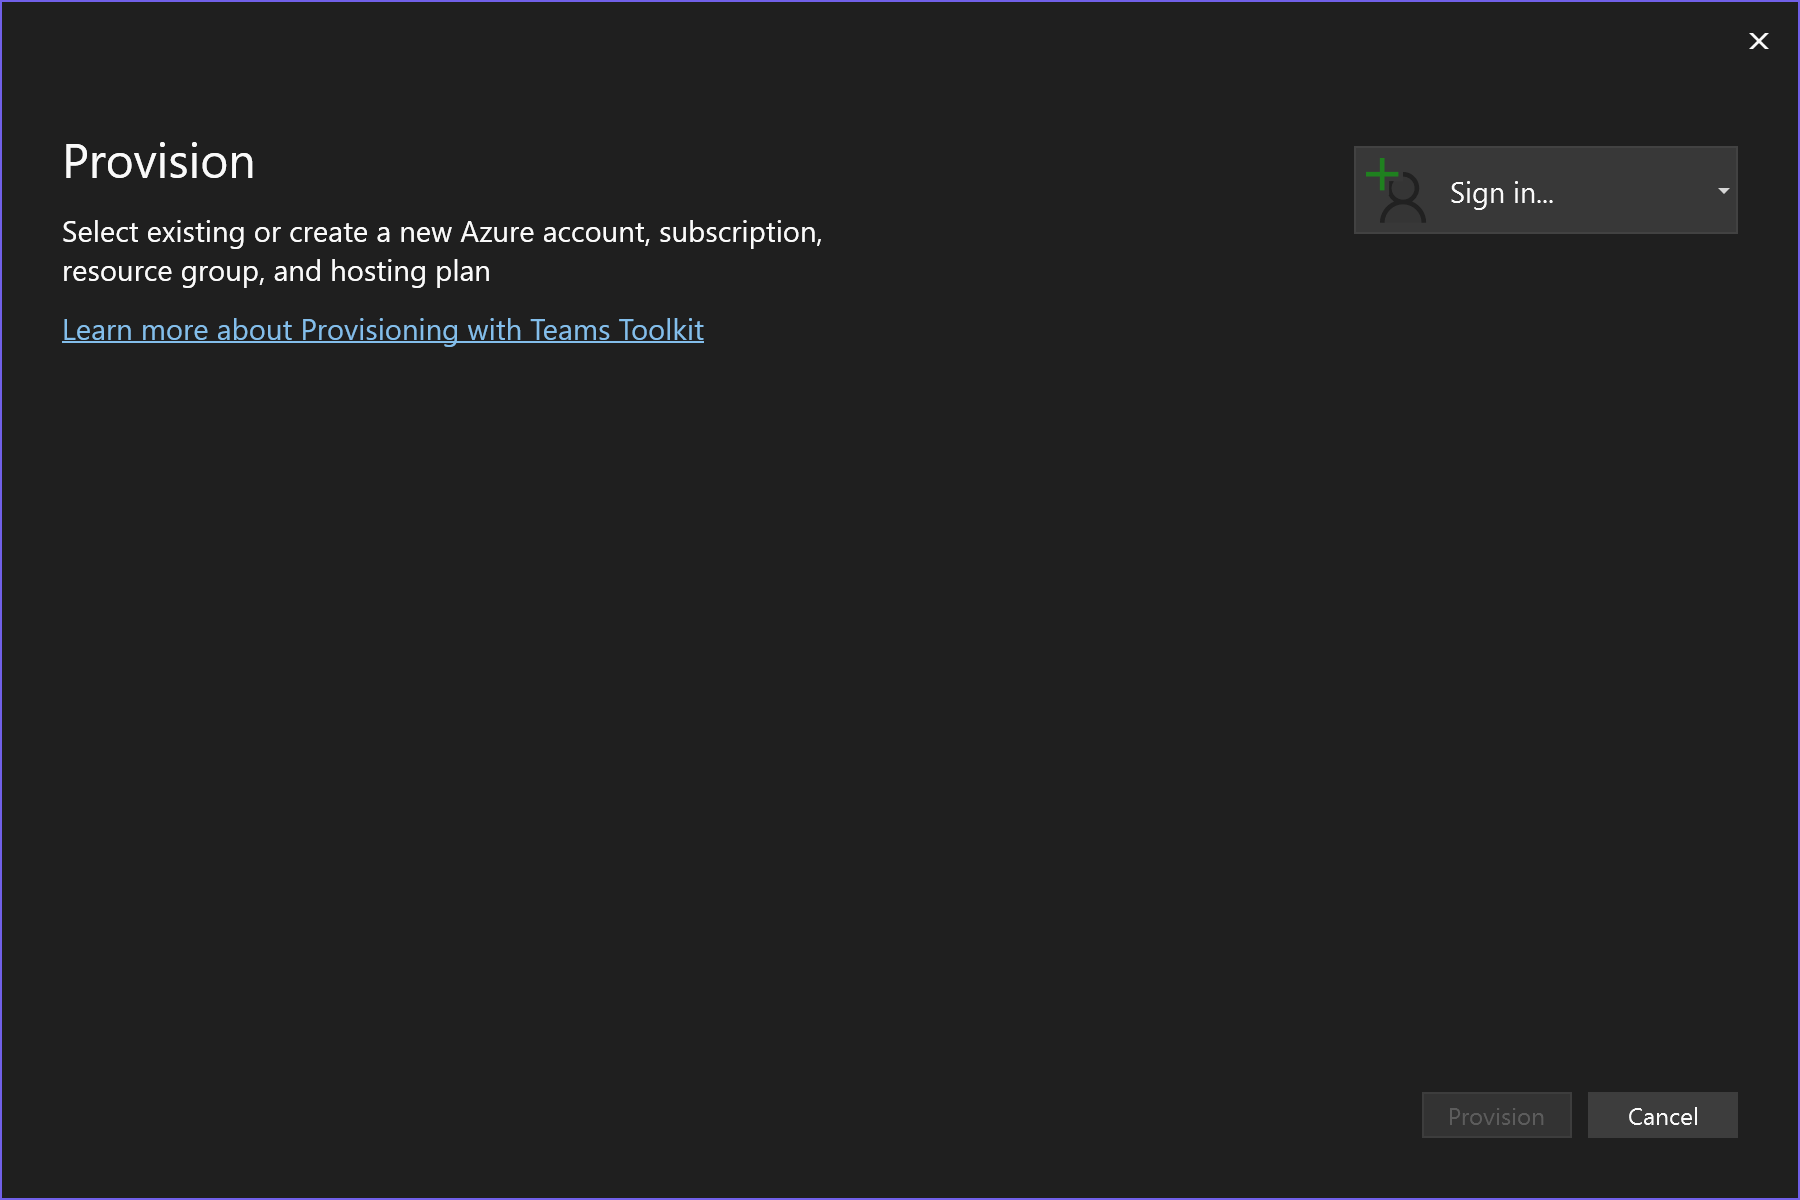 Provision
Sign in...
Select existing or create a new Azure account, subscription,
resource group, and hosting plan
Learn more about Provisioning with Teams Toolkit
Provision
Cancel